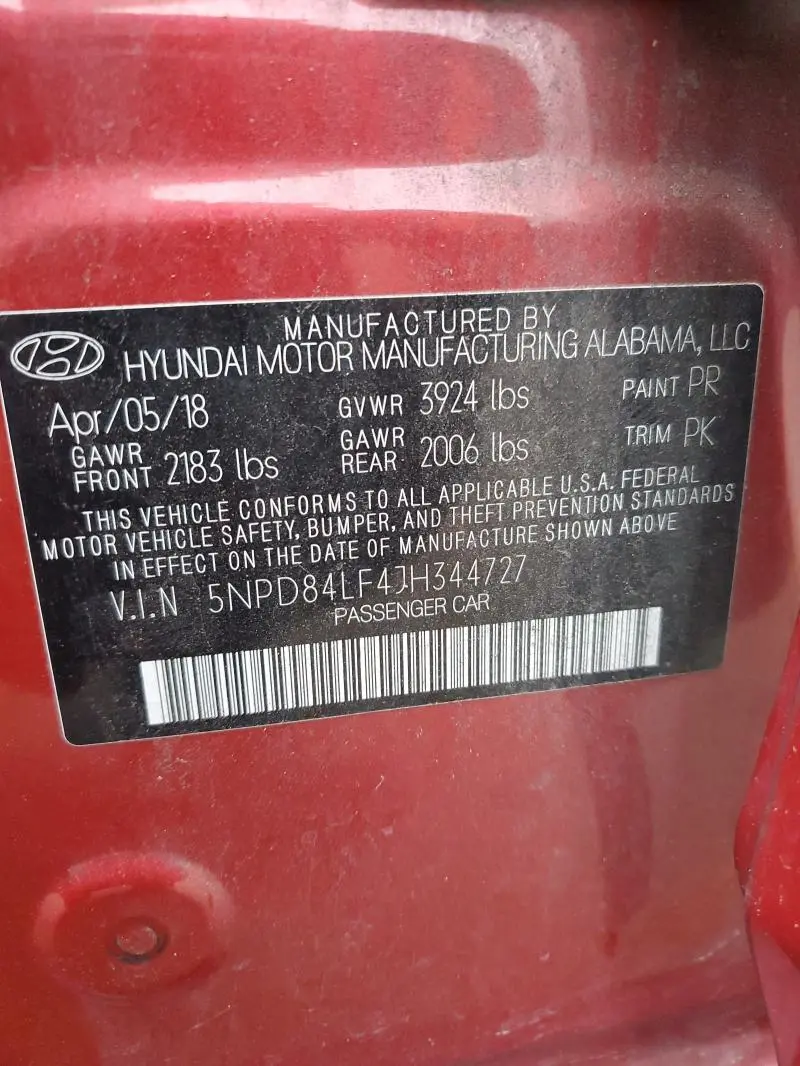 MANUFACTURED BY
HYUNDAI MOTOR MANUFACTURING ALABAMA, LLC
Apr/05/18 GVWR 3924 lbs PAINT PR
GAWR FRONT 2183 lbs GAWR REAR 2006 lbs TRIM PK
THIS VEHICLE CONFORMS TO ALL APPLICABLE U.S.A. FEDERAL
MOTOR VEHICLE SAFETY, BUMPER, AND THEFT PREVENTION STANDARDS
IN EFFECT ON THE DATE OF MANUFACTURE SHOWN ABOVE
V.I.N 5NPD84LF4JH344727
PASSENGER CAR